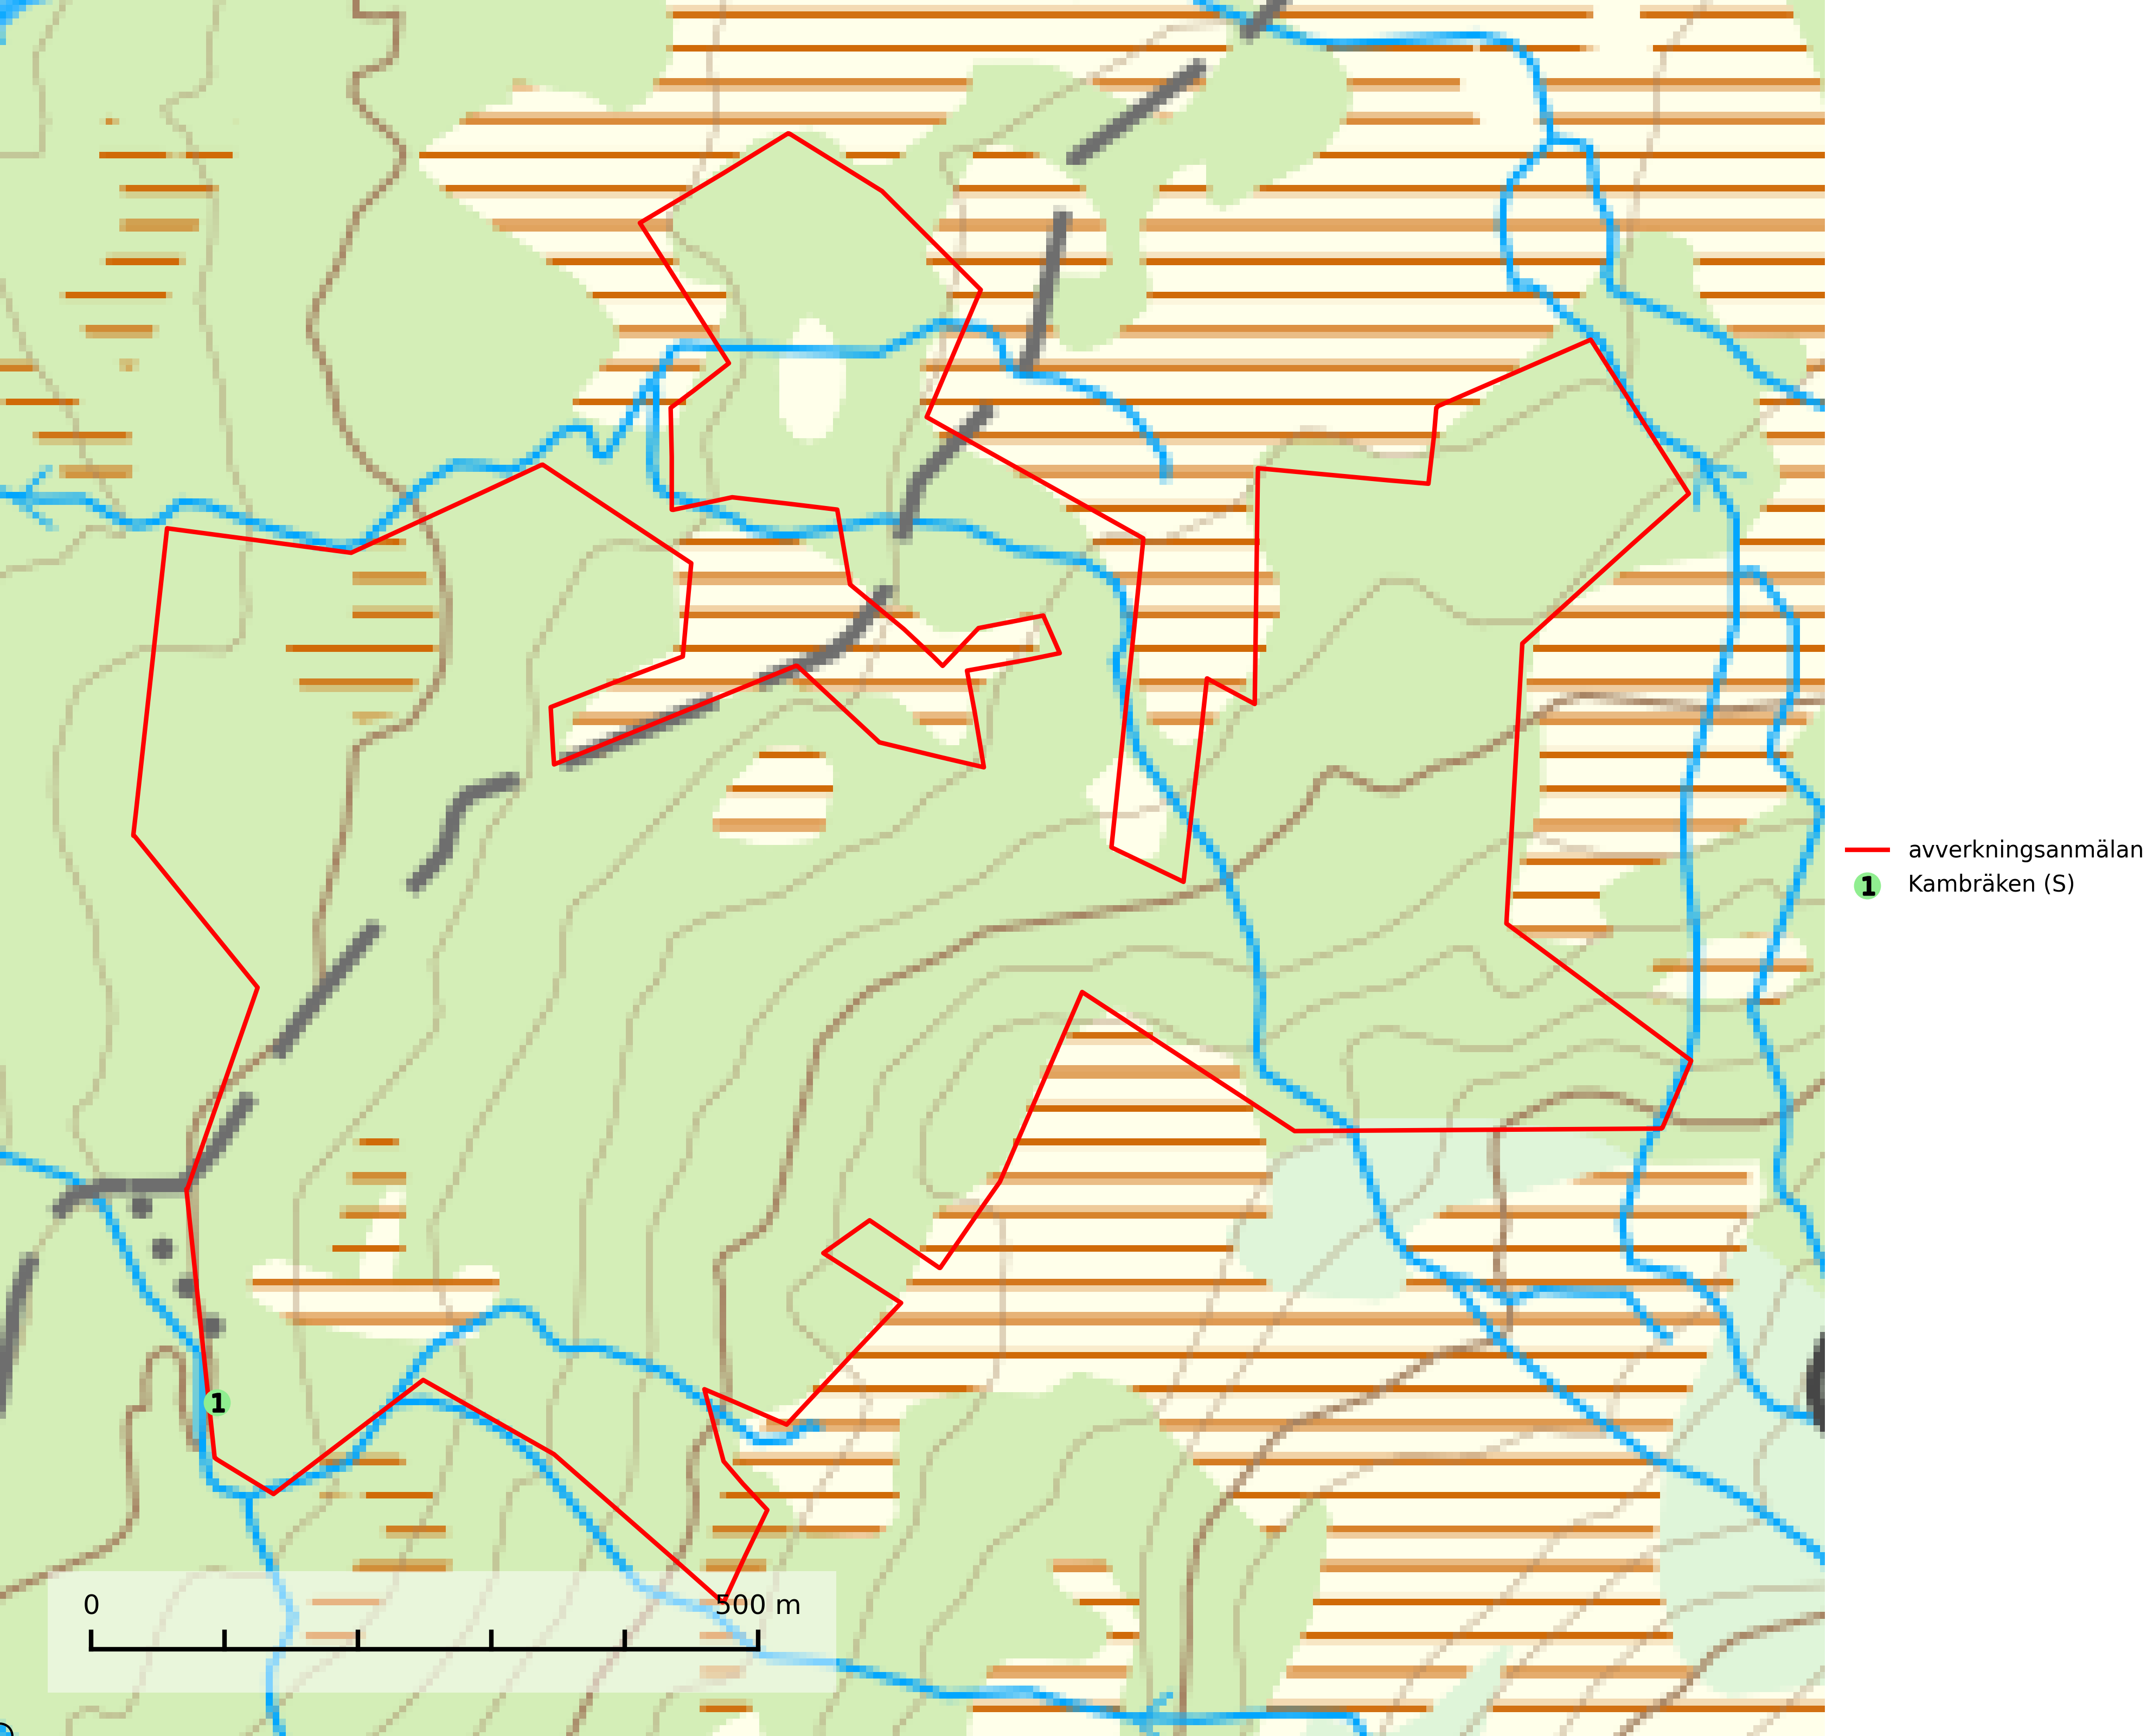 avverkningsanmälan
1 Kambräken (S)
1
0 500 m